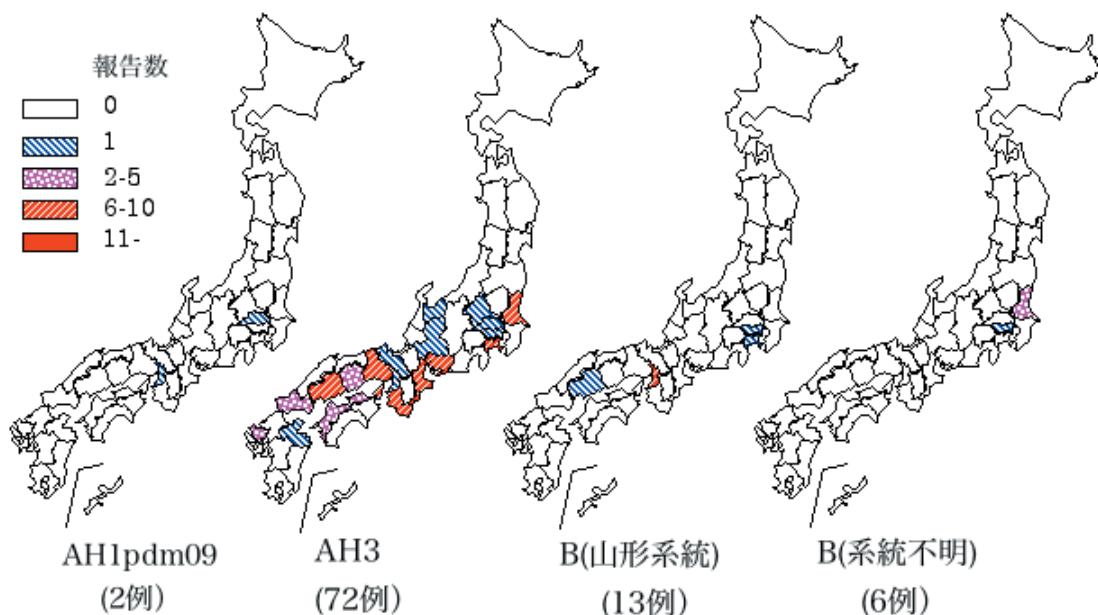 報告数
0
1
2-5
6-10
11-
AH1pdm09
(2例)
AH3
(72例)
B(山形系統)
(13例)
B(系統不明)
(6例)